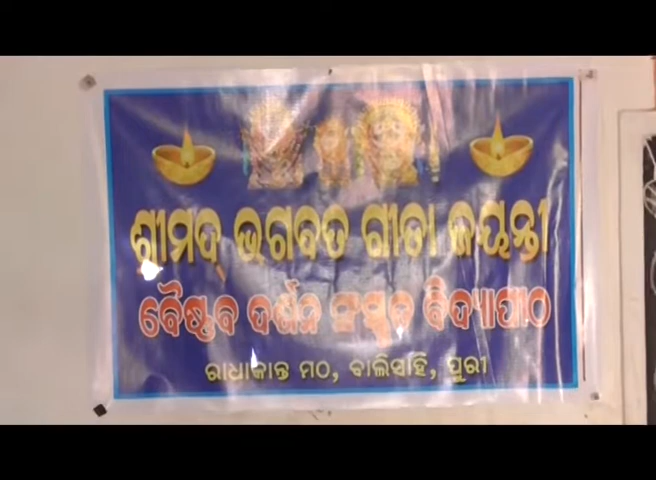 ଶ୍ରୀମଦ୍ ଭଗବତ ଗୀତା ଜୟନ୍ତୀ
ବୈଷ୍ଣବ ଦର୍ଶନ ସଂସ୍କୃତ ବିଦ୍ୟାପୀଠ
ରାଧାକାନ୍ତ ମଠ, ବାଲିସାହି, ପୁରୀ